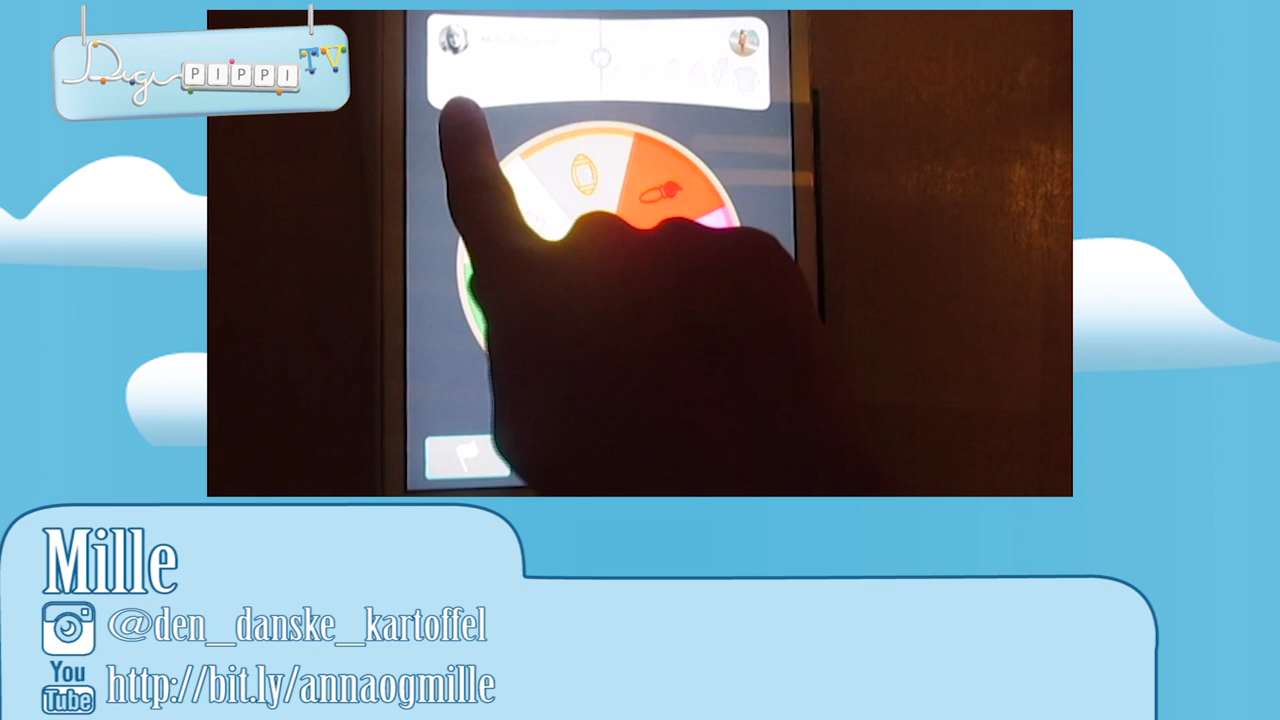 Digi PIPPI TV
Mille
@den_danske_kartoffel
You
Tube
http://bit.ly/annaogmille